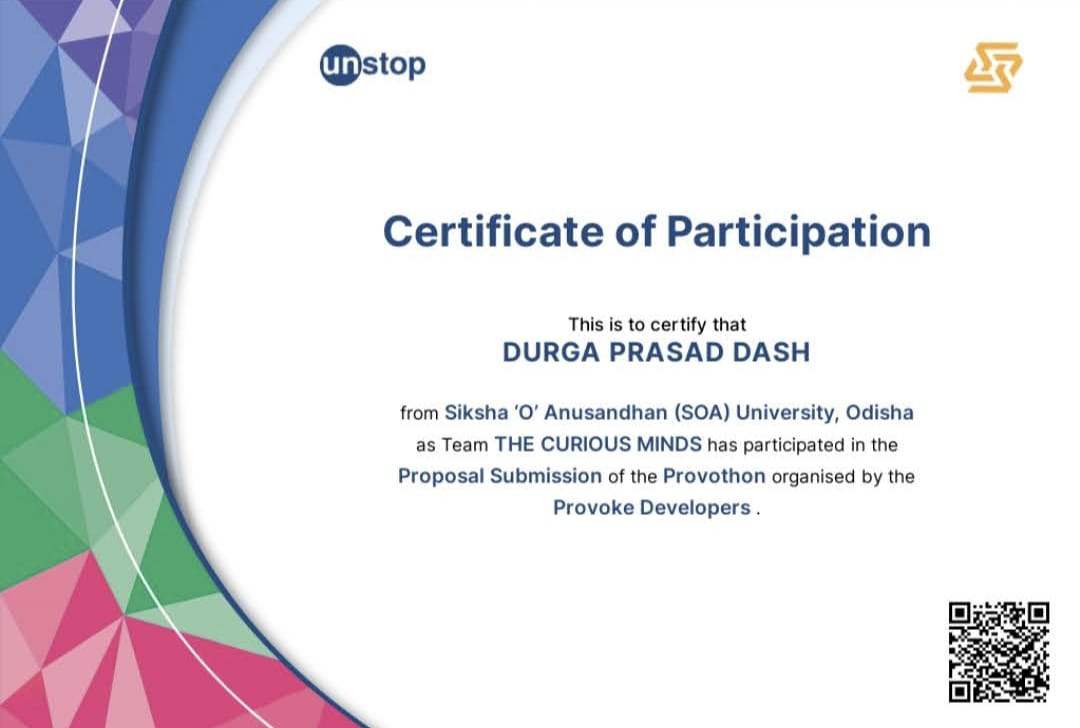 unstop
Certificate of Participation
This is to certify that
DURGA PRASAD DASH
from Siksha ‘O’ Anusandhan (SOA) University, Odisha
as Team THE CURIOUS MINDS has participated in the
Proposal Submission of the Provothon organised by the
Provoke Developers .